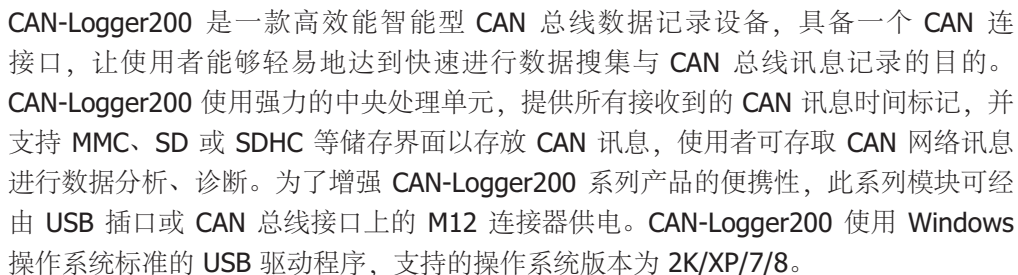 CAN-Logger200 是一款高效能智能型 CAN 总线数据记录设备，具备一个 CAN 连
接口，让使用者能够轻易地达到快速进行数据搜集与 CAN 总线讯息记录的目的。
CAN-Logger200 使用强力的中央处理单元，提供所有接收到的 CAN 讯息时间标记，并
支持 MMC、SD 或 SDHC 等储存界面以存放 CAN 讯息，使用者可存取 CAN 网络讯息
进行数据分析、诊断。为了增强 CAN-Logger200 系列产品的便携性，此系列模块可经
由 USB 插口或 CAN 总线接口上的 M12 连接器供电。CAN-Logger200 使用 Windows
操作系统标准的 USB 驱动程序，支持的操作系统版本为 2K/XP/7/8。